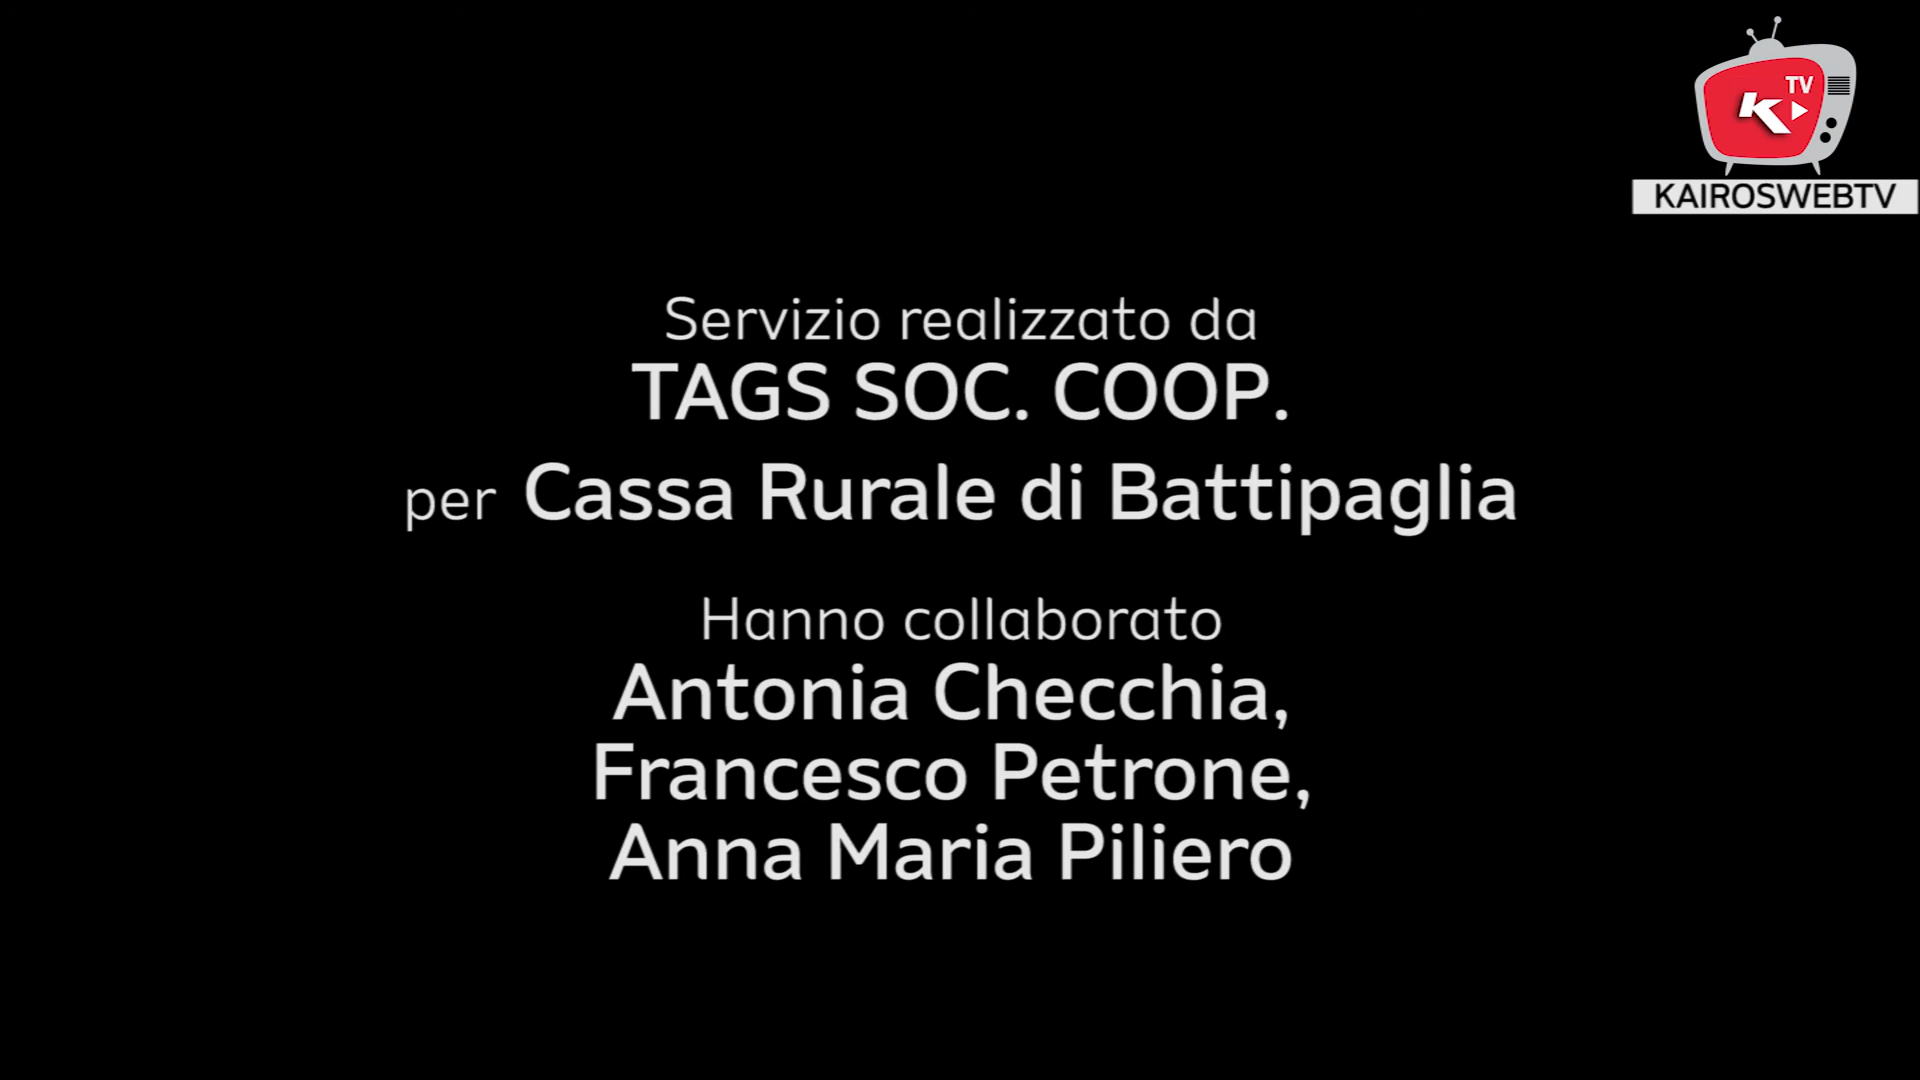 TV
K
KAIROSWEBTV
Servizio realizzato da
TAGS SOC. COOP.
per Cassa Rurale di Battipaglia
Hanno collaborato
Antonia Checchia,
Francesco Petrone,
Anna Maria Piliero